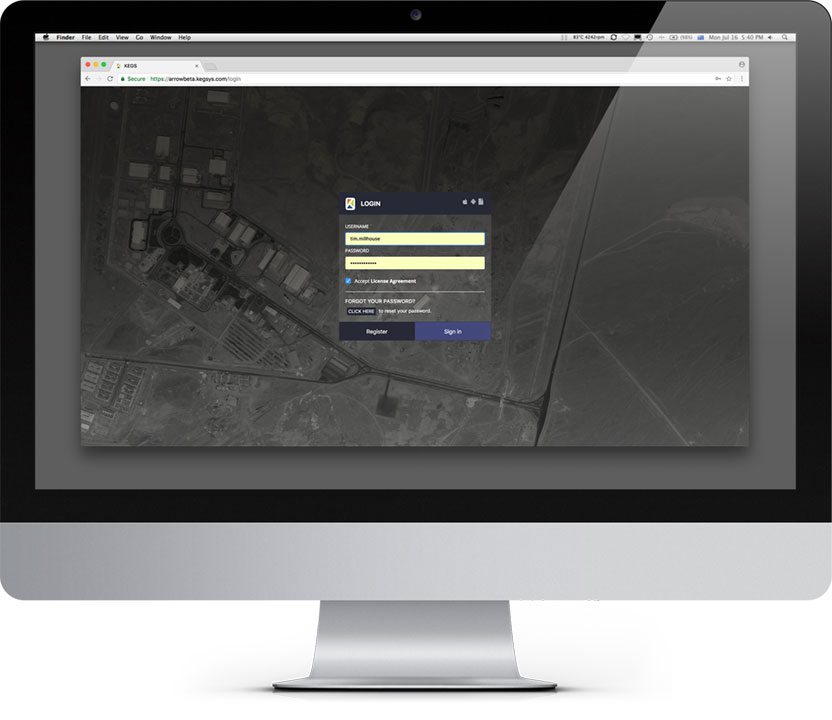 Finder File Edit View Go Window Help 83°C 4242rpm (98%) Mon Jul 16 5:40 PM
KEGS
Secure https://arrowbeta.kegsys.com/login
LOGIN
USERNAME
tim.milhouse
PASSWORD
••••••••••••
Accept License Agreement
FORGOT YOUR PASSWORD?
CLICK HERE to reset your password.
Register Sign in